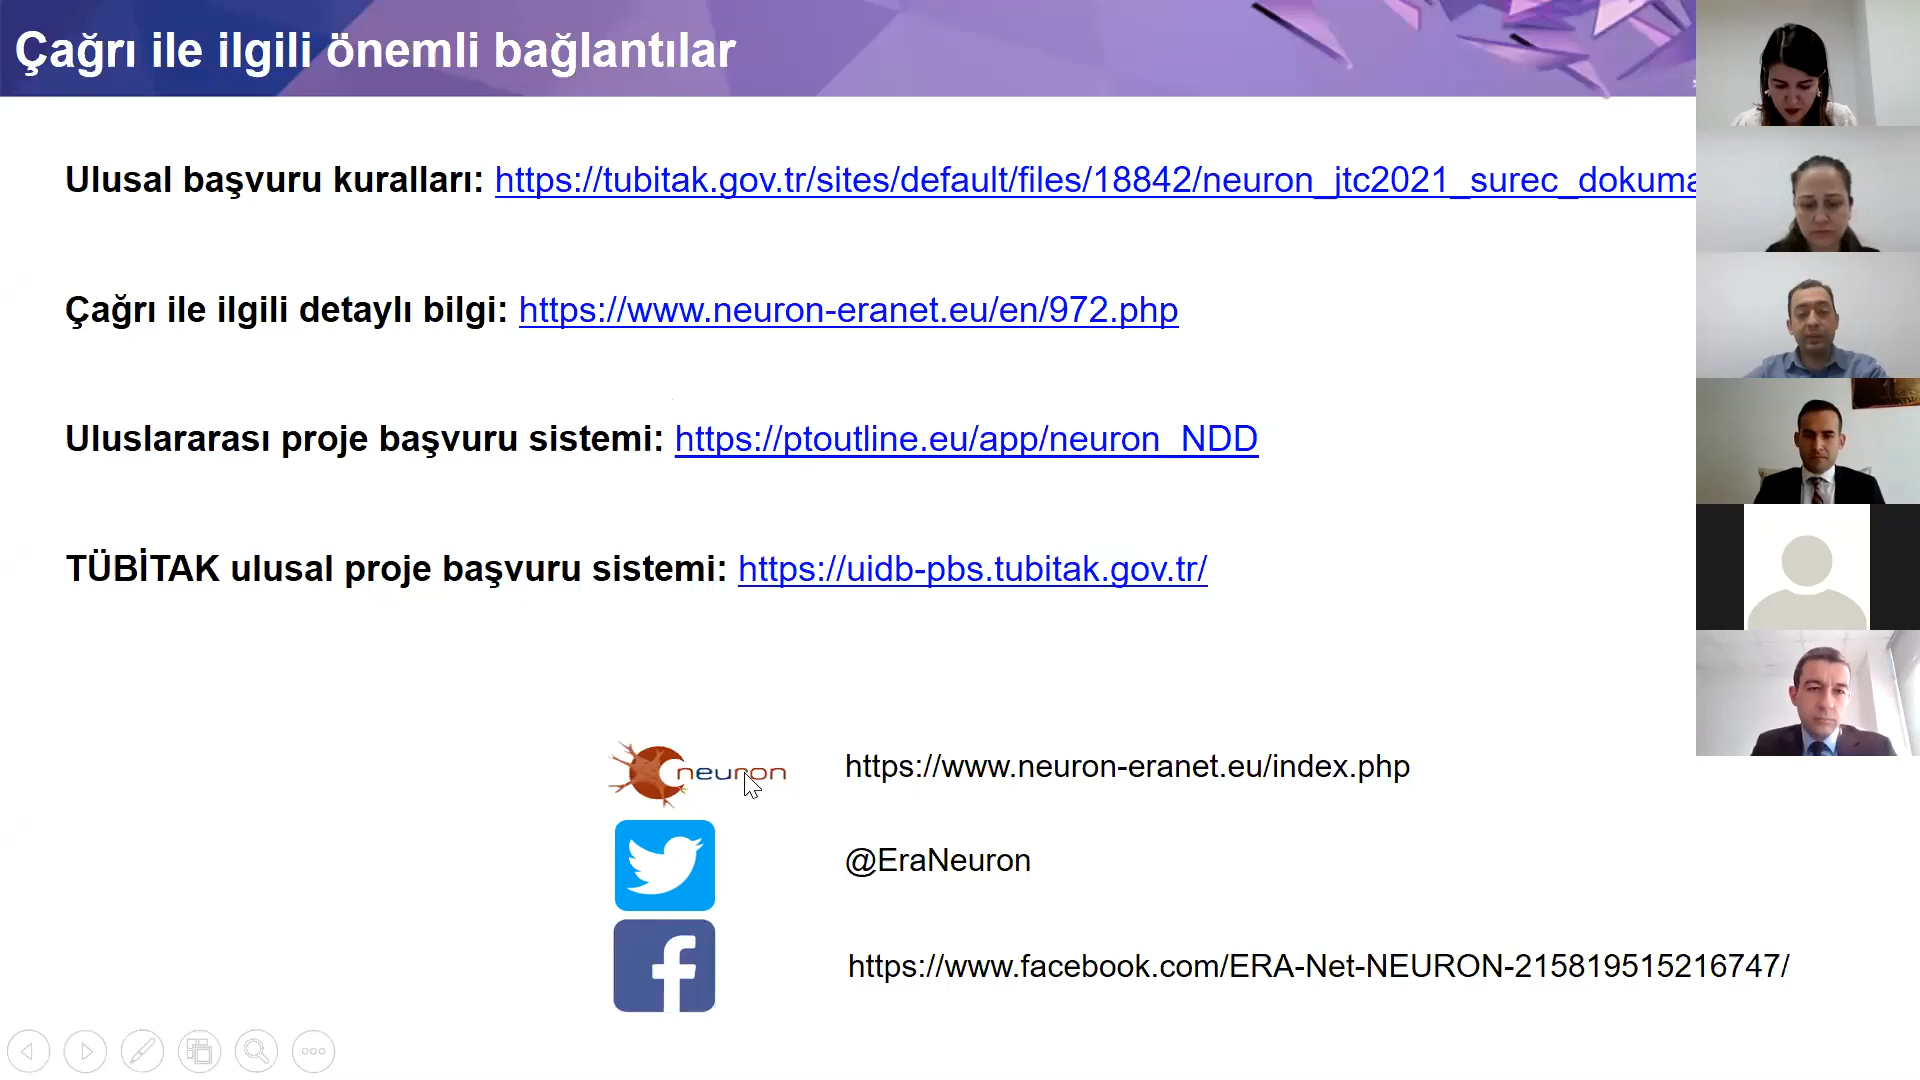 Çağrı ile ilgili önemli bağlantılar
Ulusal başvuru kuralları: https://tubitak.gov.tr/sites/default/files/18842/neuron_jtc2021_surec_dokuma
Çağrı ile ilgili detaylı bilgi: https://www.neuron-eranet.eu/en/972.php
Uluslararası proje başvuru sistemi: https://ptoutline.eu/app/neuron_NDD
TÜBİTAK ulusal proje başvuru sistemi: https://uidb-pbs.tubitak.gov.tr/
neuron https://www.neuron-eranet.eu/index.php
@EraNeuron
https://www.facebook.com/ERA-Net-NEURON-215819515216747/